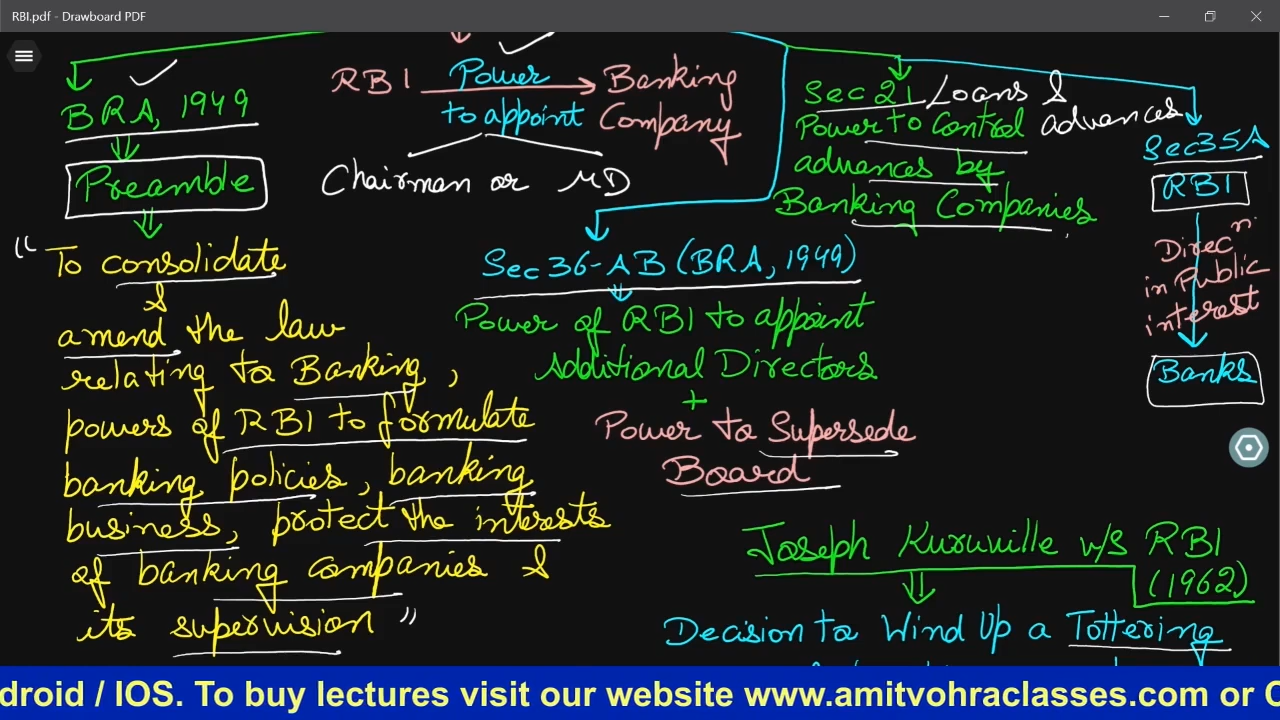 RBI.pdf - Drawboard PDF
BRA, 1949
Preamble
"To consolidate
&
amend the law
relating to Banking,
powers of RBI to formulate
banking policies, banking
business, protect the interests
of banking companies &
its supervision"
RBI Power Banking
to appoint Company
Chairman or MD
Sec 36-AB (BRA, 1949)
Power of RBI to appoint
Additional Directors
+
Power to Supersede
Board
Sec 21 Loans & advances
Power to Control
advances by
Banking Companies
Sec 35A
RBI
Direcn
in Public
interest
Banks
Joseph Kuruville v/s RBI
(1962)
Decision to Wind Up a Tottering
droid / IOS. To buy lectures visit our website www.amitvohraclasses.com or C